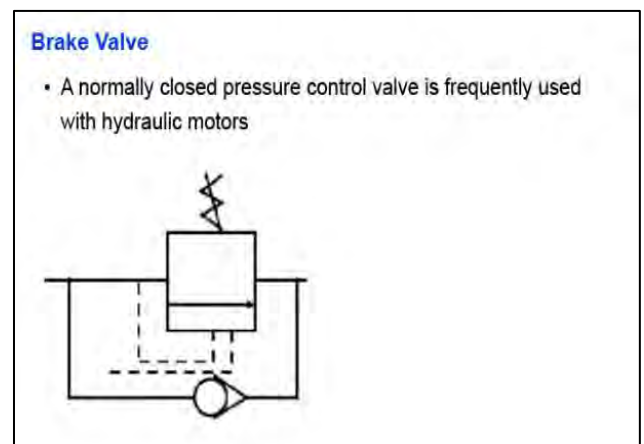 Brake Valve
• A normally closed pressure control valve is frequently used
with hydraulic motors